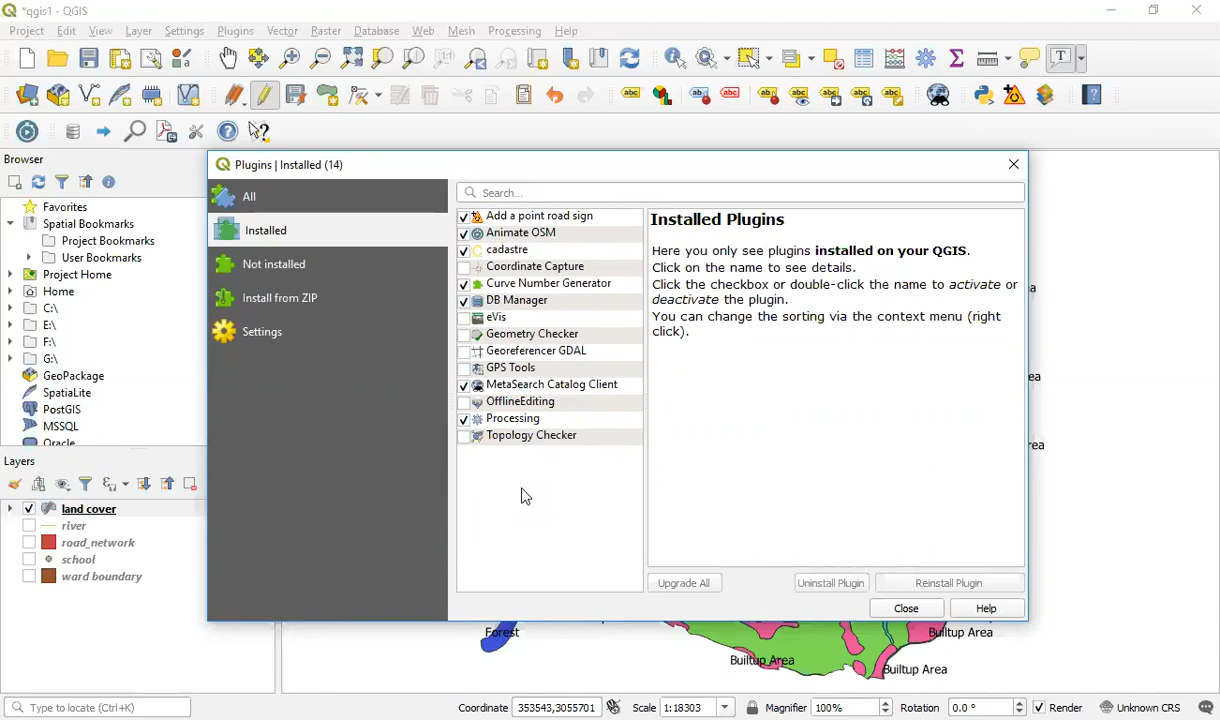 *qgis1 - QGIS
Project Edit View Layer Settings Plugins Vector Raster Database Web Mesh Processing Help
Browser
Favorites
Spatial Bookmarks
Project Bookmarks
User Bookmarks
Project Home
Home
C:\
E:\
F:\
G:\
GeoPackage
SpatiaLite
PostGIS
MSSQL
Oracle
Layers
land cover
river
road_network
school
ward boundary
Plugins | Installed (14)
All
Installed
Not installed
Install from ZIP
Settings
Search...
Add a point road sign
Animate OSM
cadastre
Coordinate Capture
Curve Number Generator
DB Manager
eVis
Geometry Checker
Georeferencer GDAL
GPS Tools
MetaSearch Catalog Client
OfflineEditing
Processing
Topology Checker
Installed Plugins
Here you only see plugins installed on your QGIS.
Click on the name to see details.
Click the checkbox or double-click the name to activate or
deactivate the plugin.
You can change the sorting via the context menu (right
click).
Upgrade All Uninstall Plugin Reinstall Plugin
Close Help
Forest
Builtup Area
Builtup Area
Builtup Area
Type to locate (Ctrl+K) Coordinate 353543,3055701 Scale 1:18303 Magnifier 100% Rotation 0.0 ° Render Unknown CRS